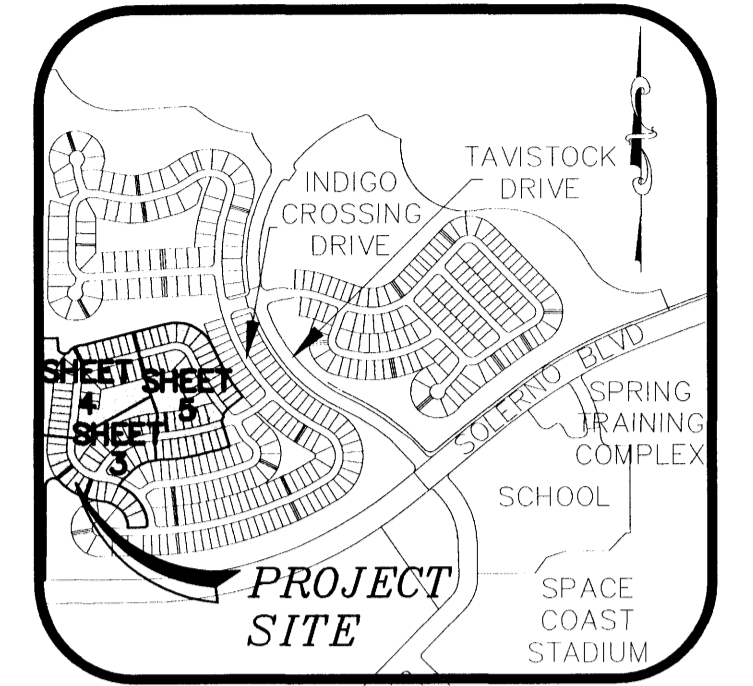 TAVISTOCK
DRIVE
INDIGO
CROSSING
DRIVE
SHEET
4
SHEET
5
SHEET
3
SOLERNO BLVD
SPRING
TRAINING
COMPLEX
SCHOOL
SPACE
COAST
STADIUM
PROJECT
SITE